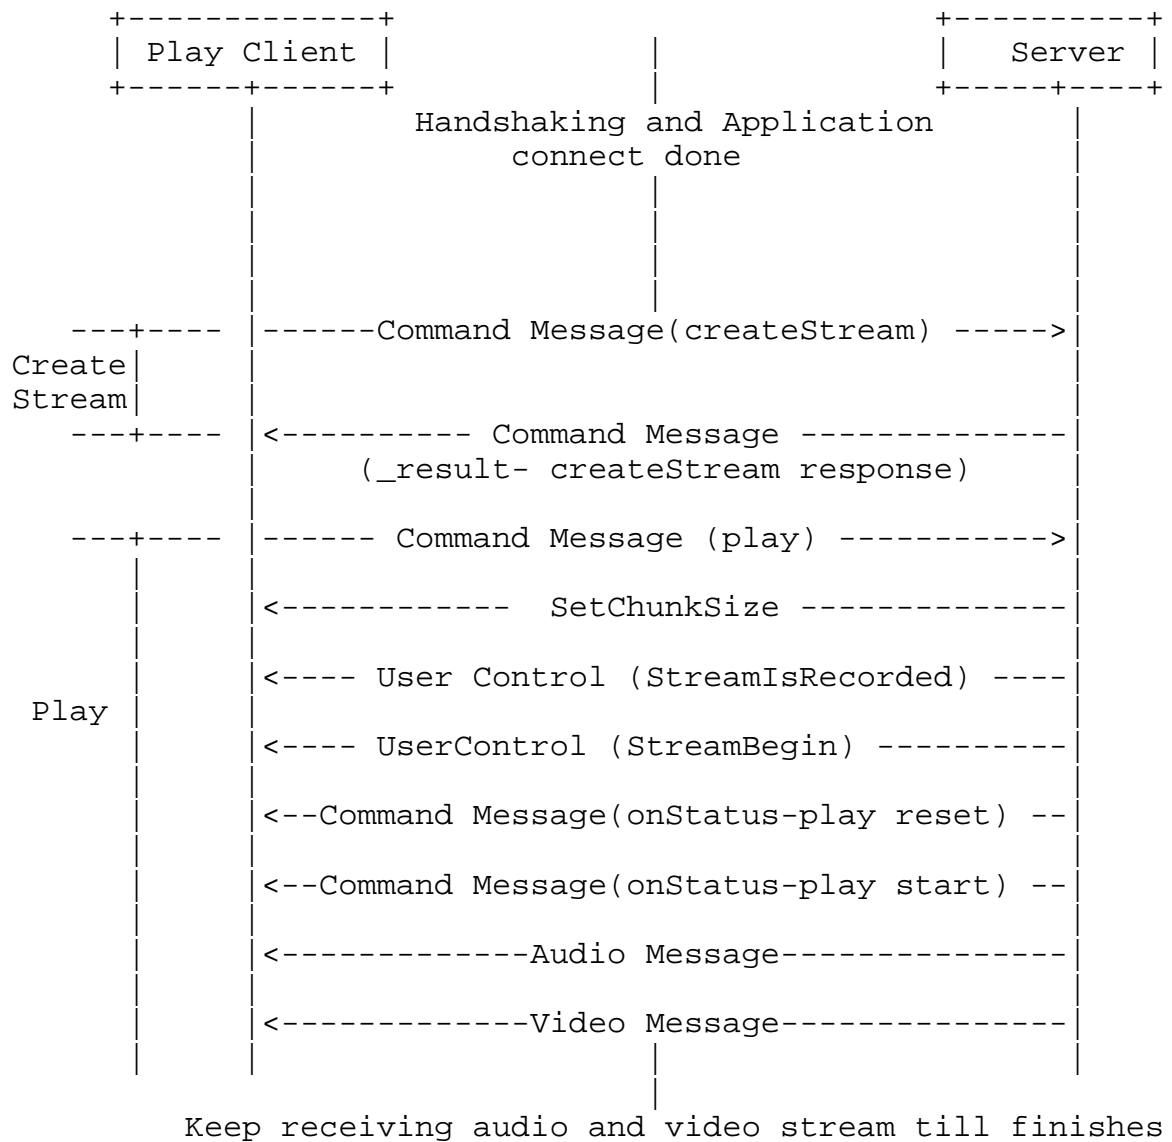 +-------------+ +----------+
| Play Client | | | Server |
+------+------+ | +-----+----+
| Handshaking and Application |
| connect done |
| | |
| | |
| | |
| | |
---+---- |------Command Message(createStream) ----->|
Create| | |
Stream| | |
---+---- |<---------- Command Message --------------|
| (_result- createStream response) |
| |
---+---- |------ Command Message (play) ----------->|
| | |
| |<------------ SetChunkSize --------------|
| | |
| |<---- User Control (StreamIsRecorded) ----|
Play | | |
| |<---- UserControl (StreamBegin) ----------|
| | |
| |<--Command Message(onStatus-play reset) --|
| | |
| |<--Command Message(onStatus-play start) --|
| | |
| |<-------------Audio Message---------------|
| | |
| |<-------------Video Message---------------|
| | | |
|
Keep receiving audio and video stream till finishes